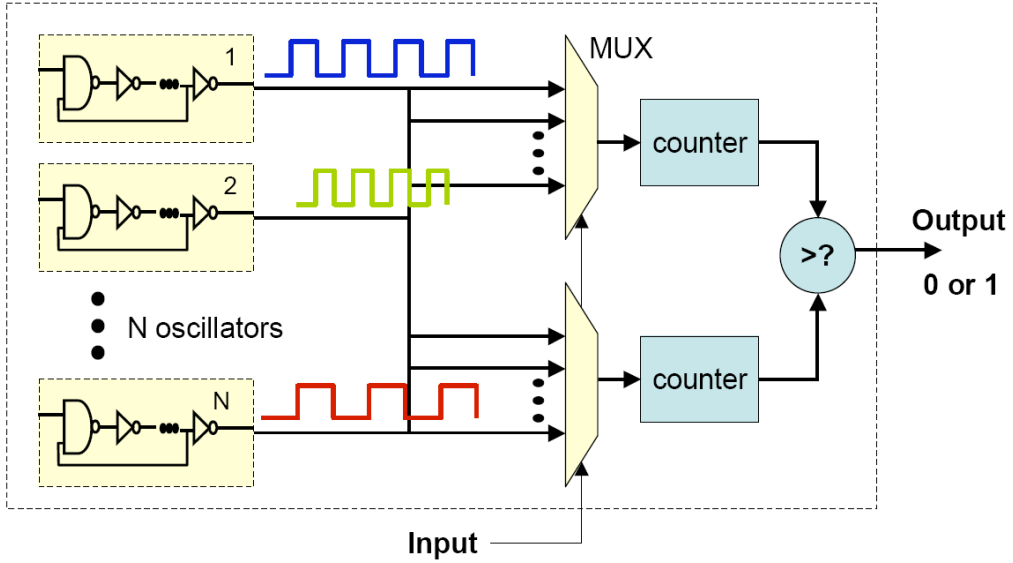 1
MUX
counter
2
Output
>?
0 or 1
N oscillators
counter
N
Input